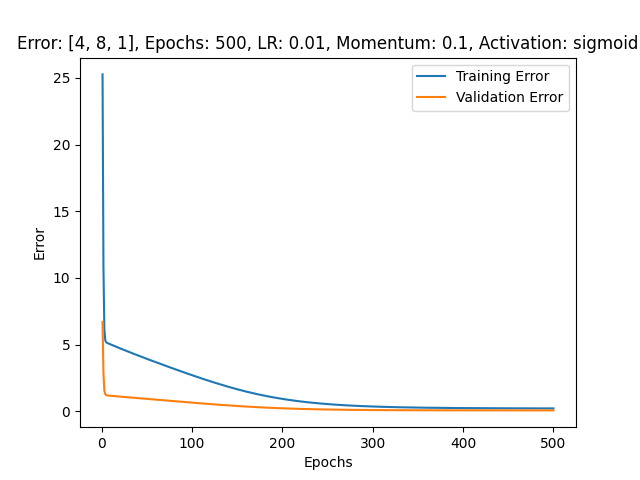 Error: [4, 8, 1], Epochs: 500, LR: 0.01, Momentum: 0.1, Activation: sigmoid
Training Error
Validation Error
25
20
15
10
5
0
Error
0 100 200 300 400 500
Epochs